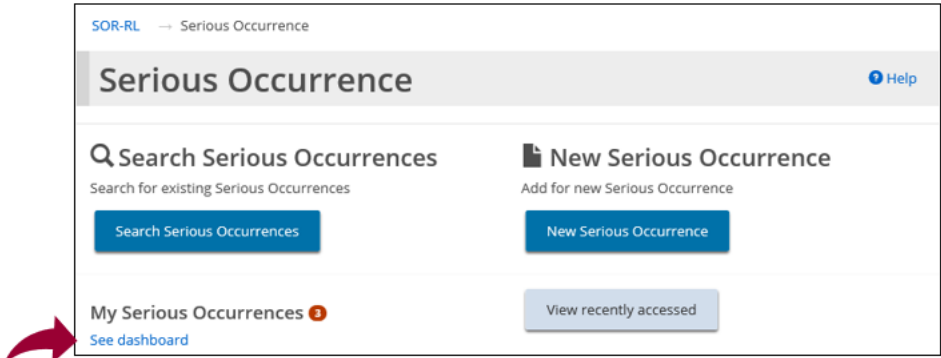 SOR-RL → Serious Occurrence
Serious Occurrence
? Help
Search Serious Occurrences
Search for existing Serious Occurrences
Search Serious Occurrences
New Serious Occurrence
Add for new Serious Occurrence
New Serious Occurrence
My Serious Occurrences 3
See dashboard
View recently accessed